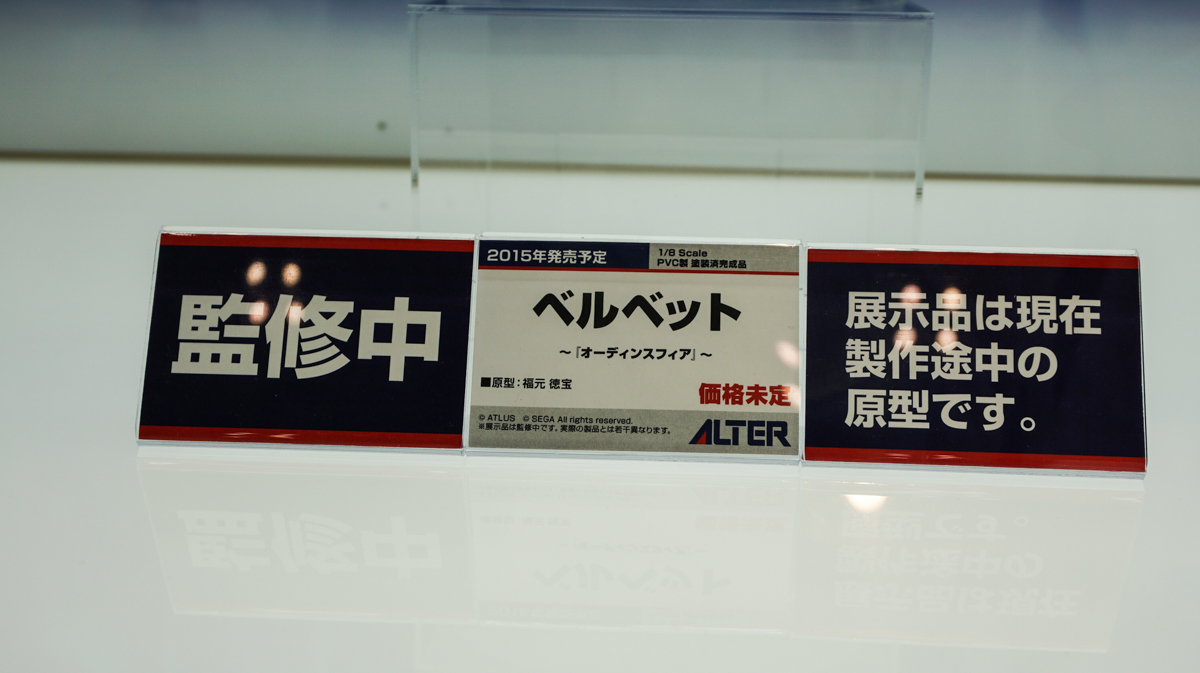 監修中
2015年発売予定
1/8 Scale
PVC製 塗装済完成品
ベルベット
～『オーディンスフィア』～
■原型：福元 徳宝
価格未定
© ATLUS © SEGA All rights reserved.
※展示品は監修中です。実際の製品とは若干異なります。
ALTER
展示品は現在
製作途中の
原型です。